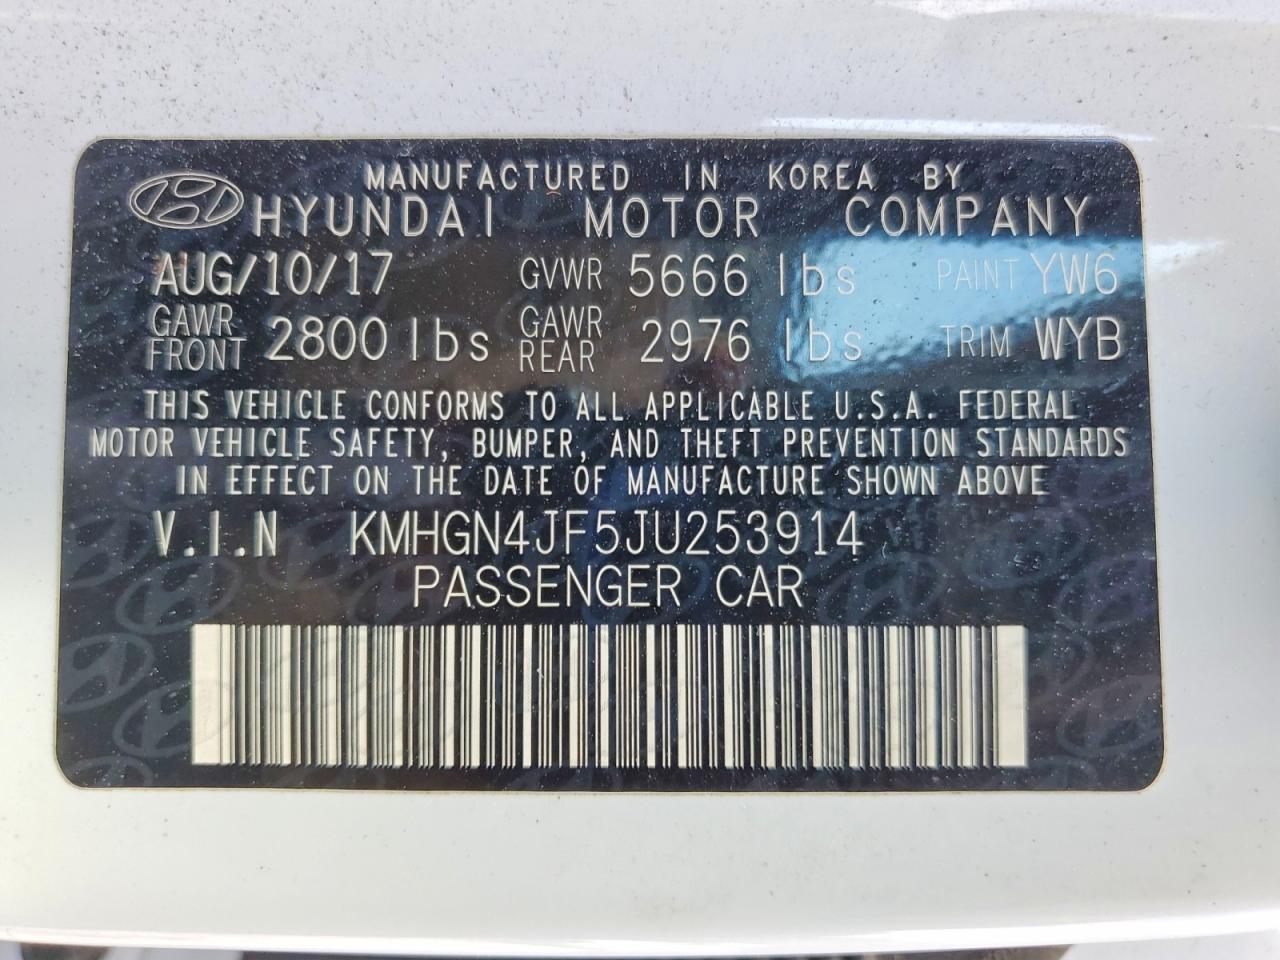 MANUFACTURED IN KOREA BY
HYUNDAI MOTOR COMPANY
AUG/10/17 GVWR 5666 lbs PAINT YW6
GAWR FRONT 2800 lbs GAWR REAR 2976 lbs TRIM WYB
THIS VEHICLE CONFORMS TO ALL APPLICABLE U.S.A. FEDERAL
MOTOR VEHICLE SAFETY, BUMPER, AND THEFT PREVENTION STANDARDS
IN EFFECT ON THE DATE OF MANUFACTURE SHOWN ABOVE
V.I.N KMHGN4JF5JU253914
PASSENGER CAR